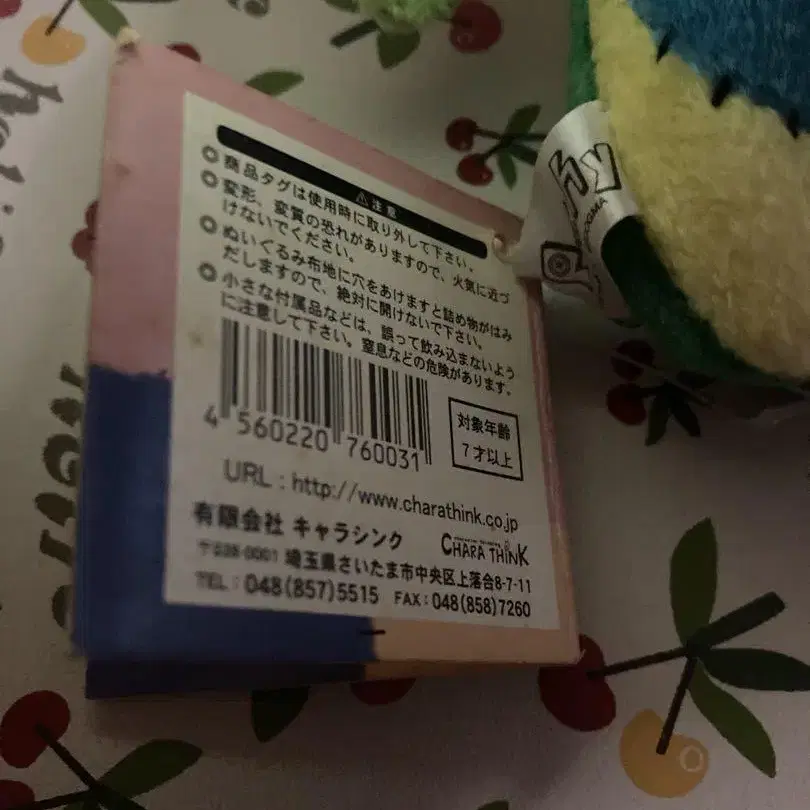 ⚠注意
◎ 商品タグは使用時に取り外して下さい。
◎ 変形、変質の恐れがありますので、火気に近づ
けないでください。
◎ ぬいぐるみ布地に穴をあけますと詰め物がはみ
だしますので、絶対に開けないで下さい。
◎ 小さな付属品などは、誤って飲み込まないよう
に注意して下さい。窒息などの危険があります。
4 560220 760031
対象年齢
7才以上
URL : http://www.charathink.co.jp
有限会社 キャラシンク
CHARA THINK
〒338-0001 埼玉県さいたま市中央区上落合8-7-11
TEL : 048(857)5515 FAX : 048(858)7260